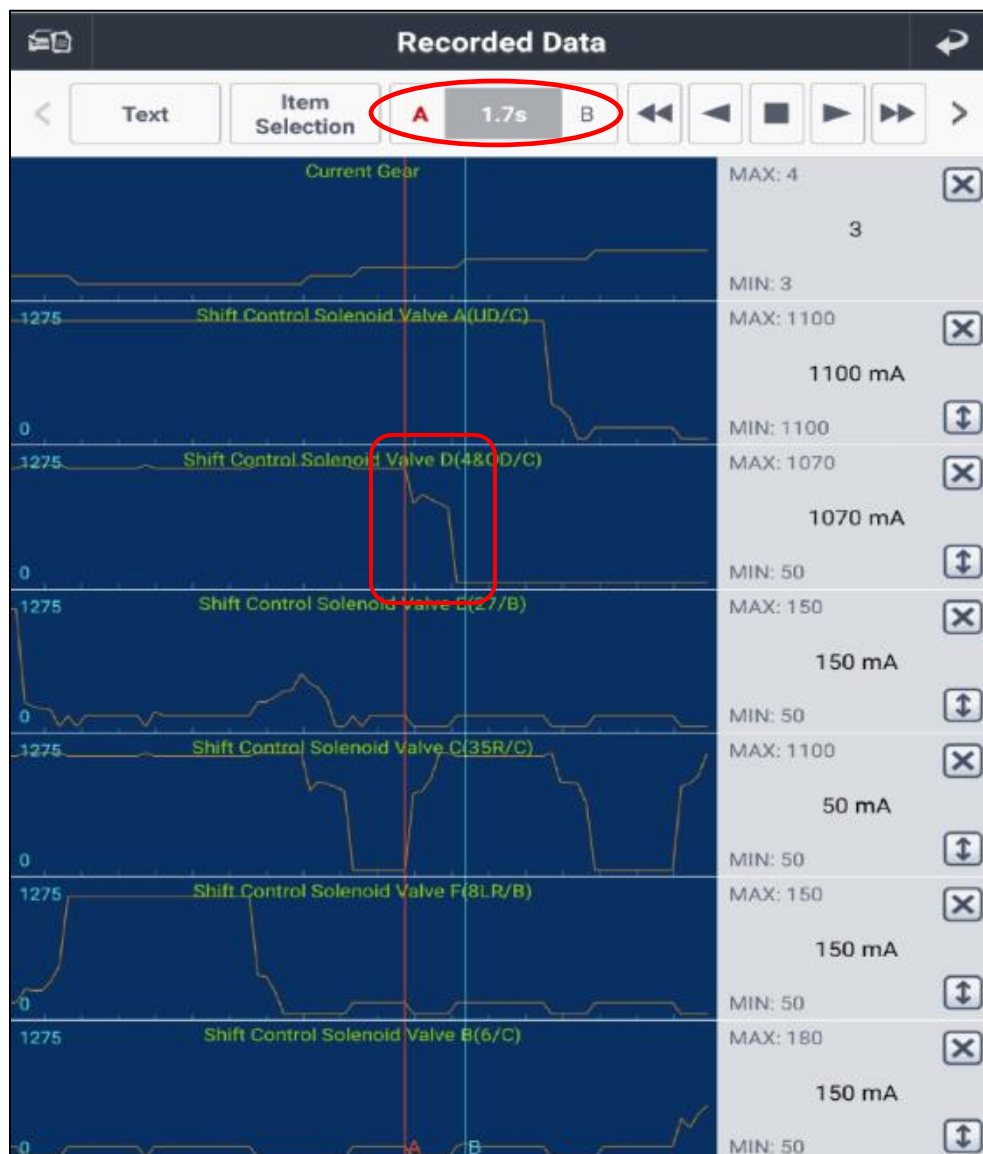 Recorded Data
Text
Item
Selection
A
1.7s
B
Current Gear
MAX: 4
3
MIN: 3
1275
Shift Control Solenoid Valve A(UD/C)
0
MAX: 1100
1100 mA
MIN: 1100
1275
Shift Control Solenoid Valve D(4&OD/C)
0
MAX: 1070
1070 mA
MIN: 50
1275
Shift Control Solenoid Valve E(27/B)
0
MAX: 150
150 mA
MIN: 50
1275
Shift Control Solenoid Valve C(35R/C)
0
MAX: 1100
50 mA
MIN: 50
1275
Shift Control Solenoid Valve F(8LR/B)
0
MAX: 150
150 mA
MIN: 50
1275
Shift Control Solenoid Valve B(6/C)
0
A
B
MAX: 180
150 mA
MIN: 50